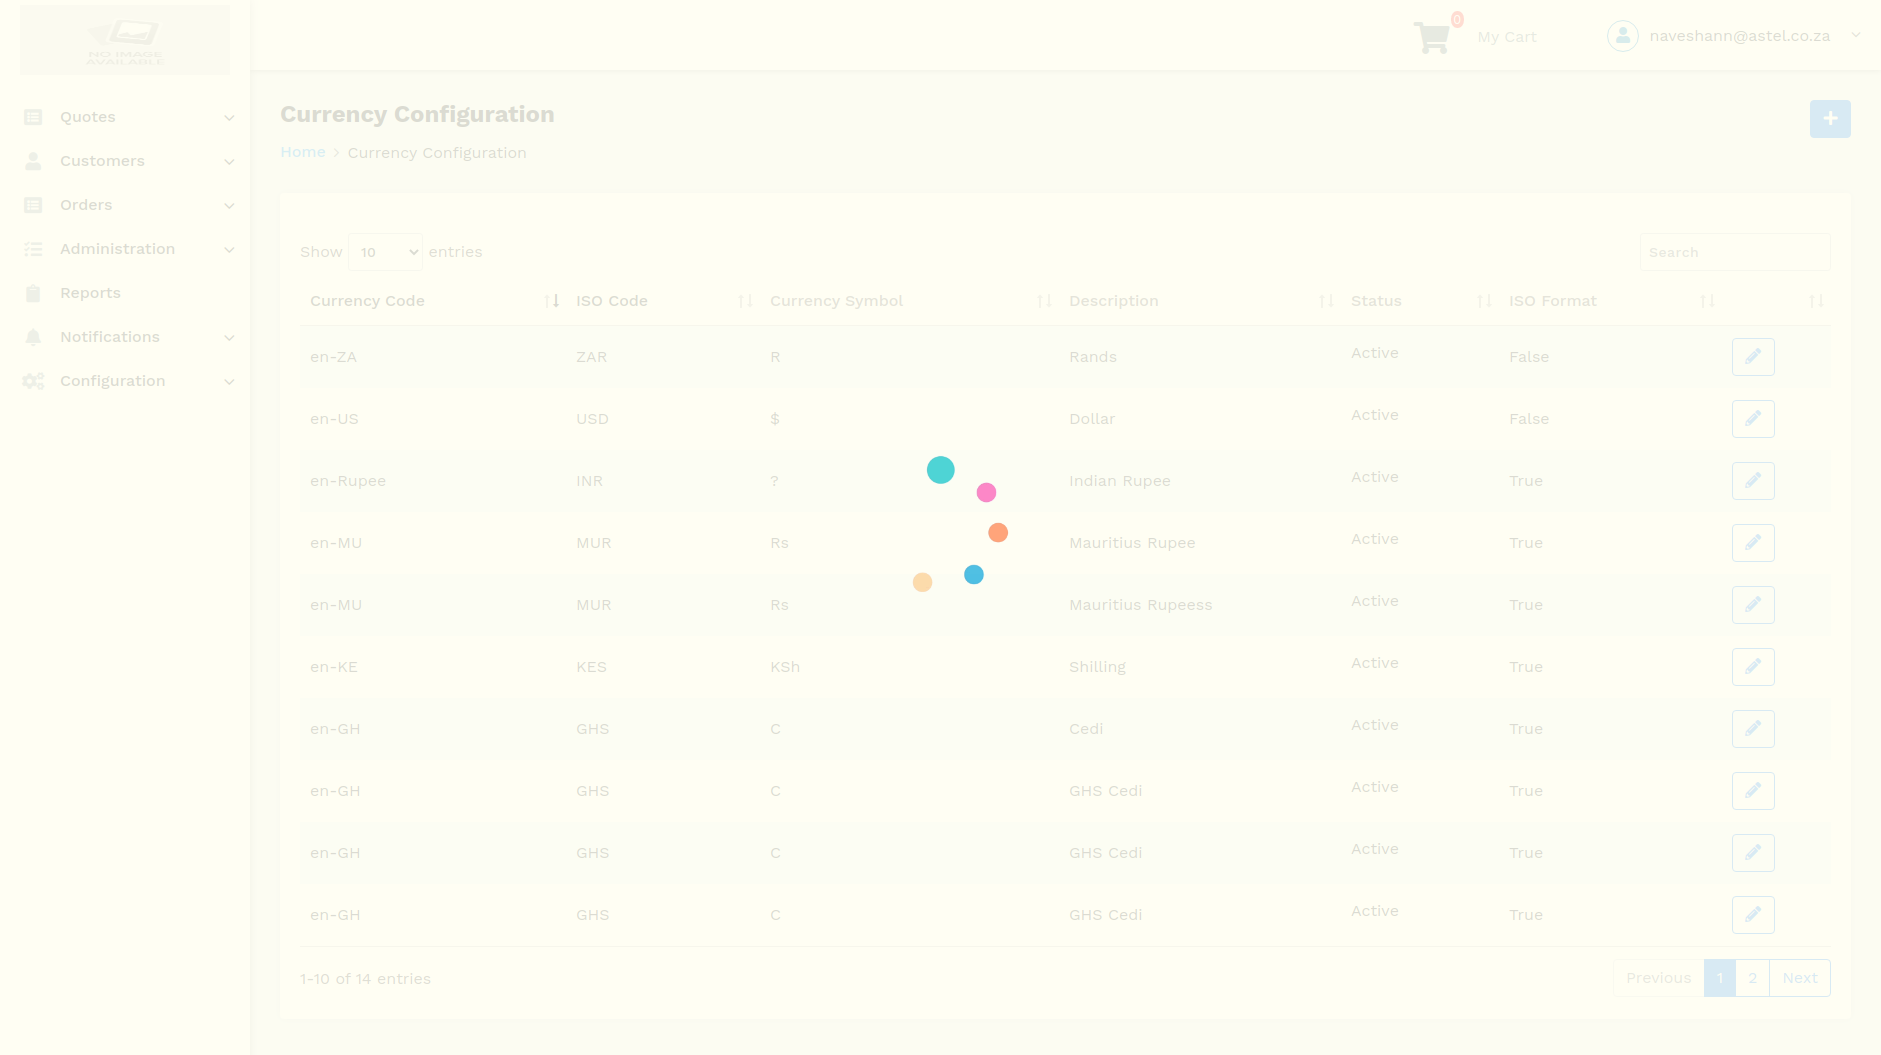 NO IMAGE
AVAILABLE
0
My Cart
naveshann@astel.co.za
Quotes
Customers
Orders
Administration
Reports
Notifications
Configuration
Currency Configuration
Home > Currency Configuration
Show 10 entries
Search
Currency Code ISO Code Currency Symbol Description Status ISO Format
en-ZA ZAR R Rands Active False
en-US USD $ Dollar Active False
en-Rupee INR ? Indian Rupee Active True
en-MU MUR Rs Mauritius Rupee Active True
en-MU MUR Rs Mauritius Rupeess Active True
en-KE KES KSh Shilling Active True
en-GH GHS C Cedi Active True
en-GH GHS C GHS Cedi Active True
en-GH GHS C GHS Cedi Active True
en-GH GHS C GHS Cedi Active True
1-10 of 14 entries
Previous 1 2 Next